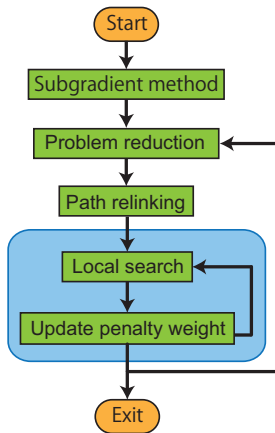 Start
Subgradient method
Problem reduction
Path relinking
Local search
Update penalty weight
Exit